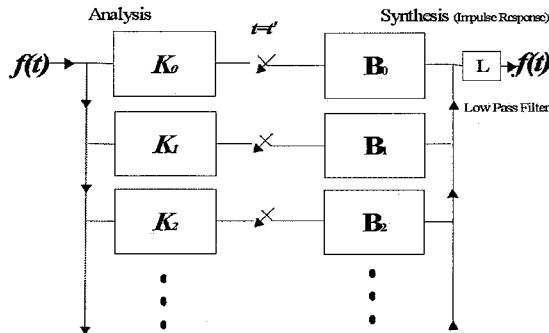 Analysis
Synthesis (Impulse Response)
t=t'
f(t)
K₀
B₀
L
f(t)
Low Pass Filter
K₁
B₁
K₂
B₂